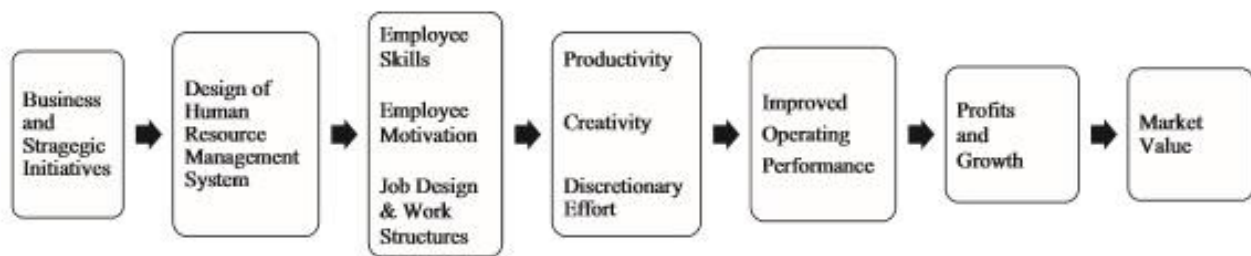 Business
and
Stragegic
Initiatives
Design of
Human
Resource
Management
System
Employee
Skills
Employee
Motivation
Job Design
& Work
Structures
Productivity
Creativity
Discretionary
Effort
Improved
Operating
Performance
Profits
and
Growth
Market
Value